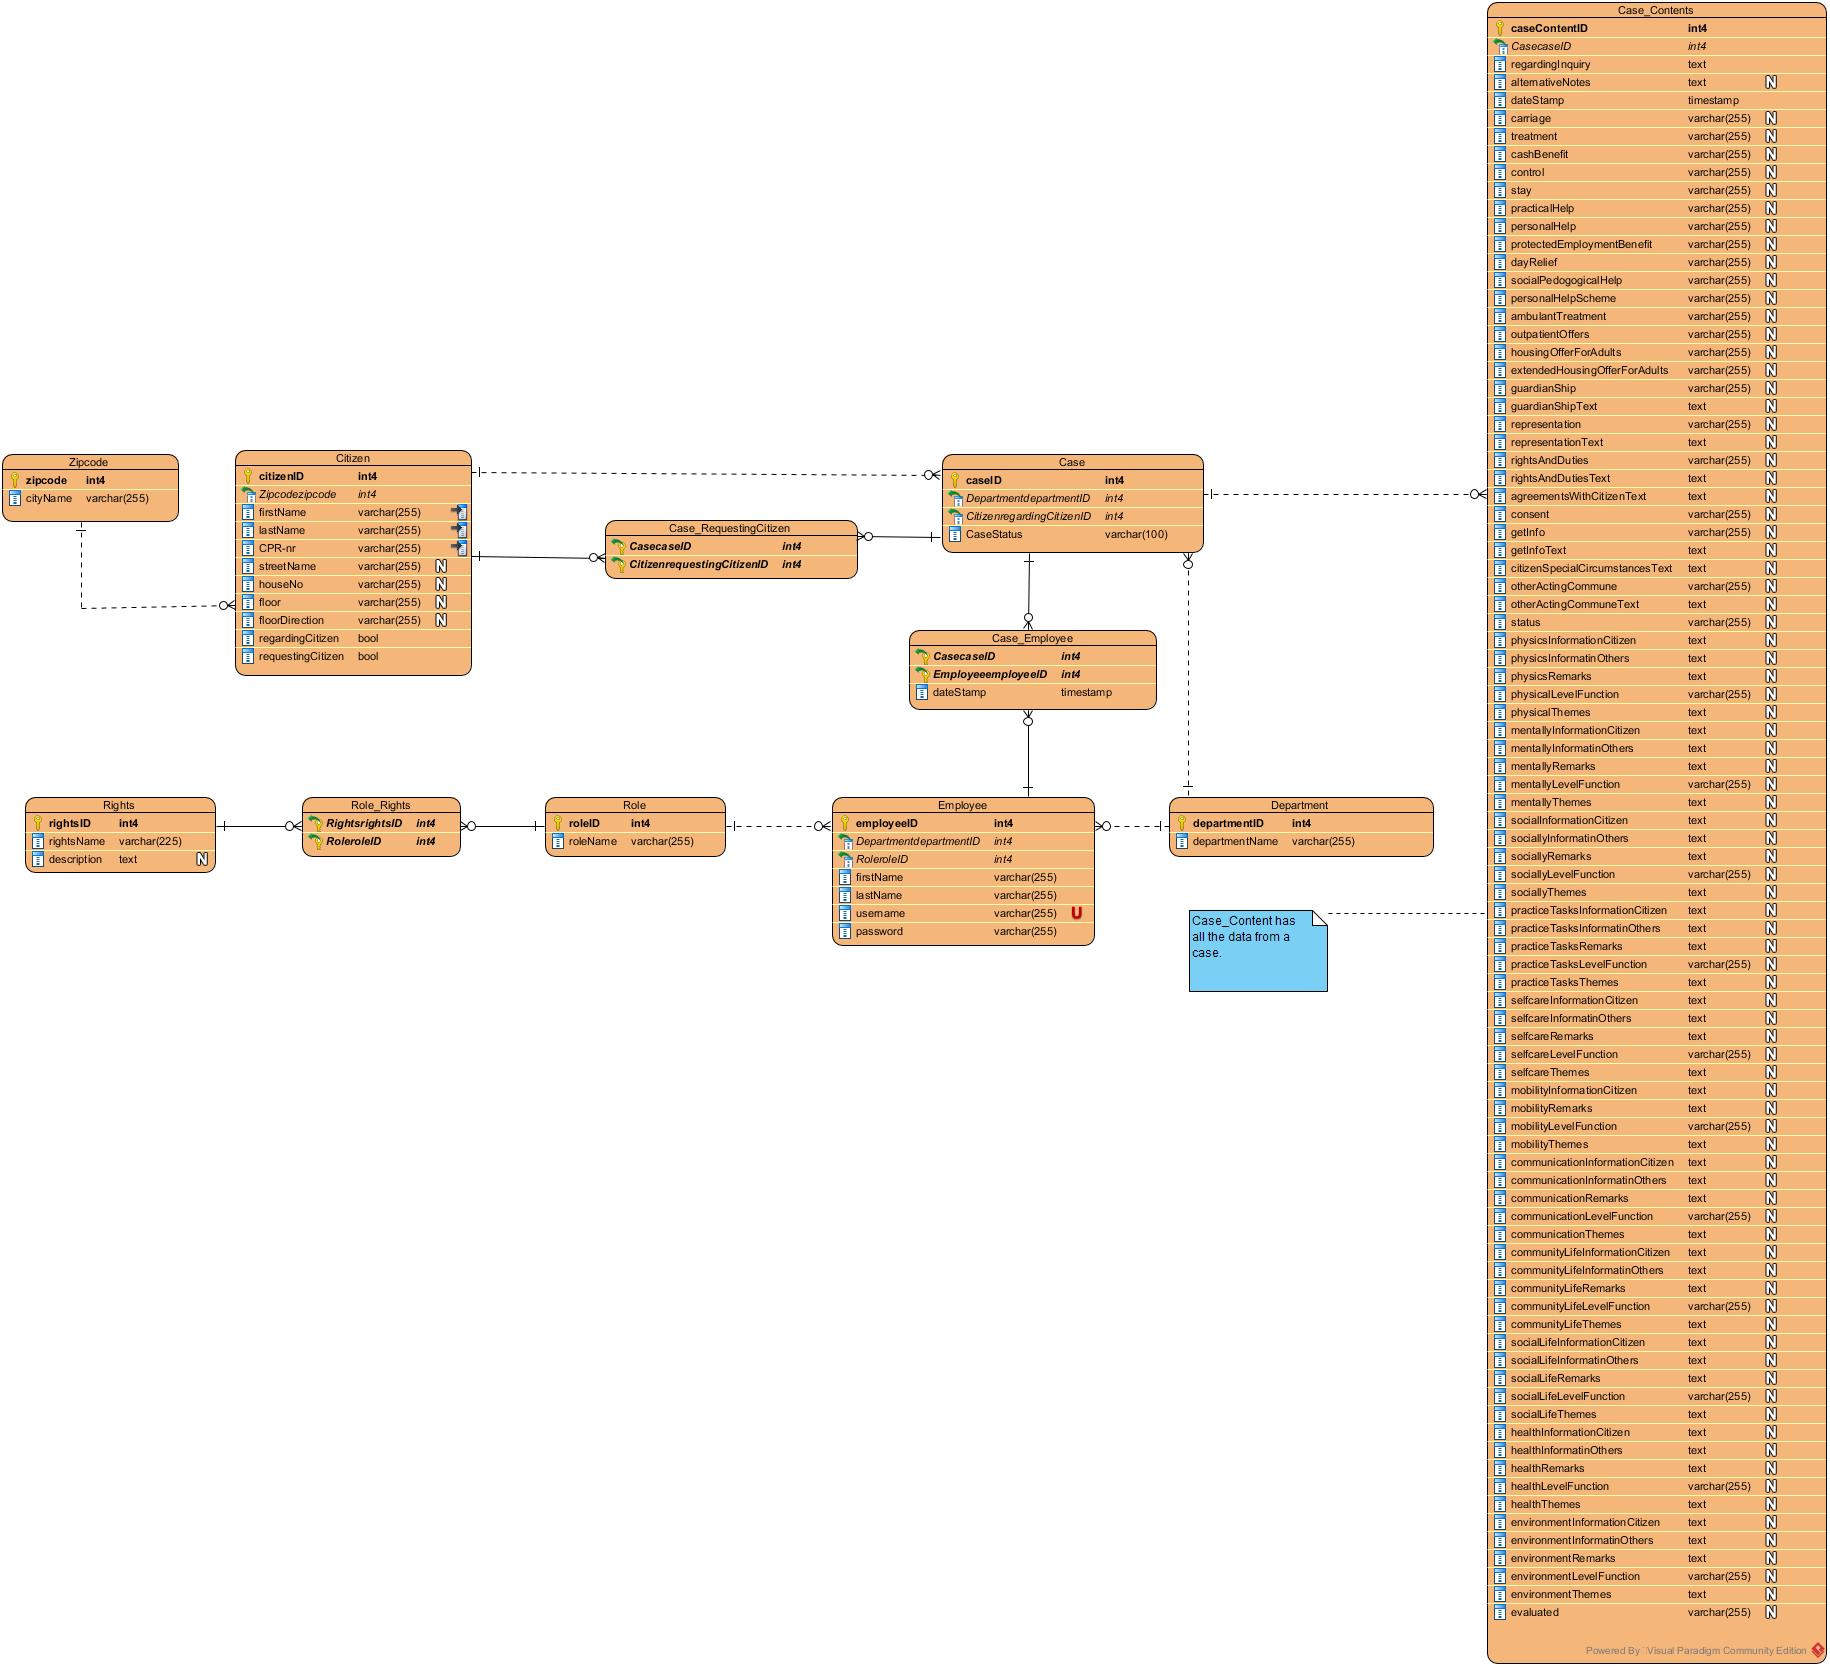 Zipcode
zipcode int4
cityName varchar(255)
Citizen
citizenID int4
Zipcodezipcode int4
firstName varchar(255)
lastName varchar(255)
CPR-nr varchar(255)
streetName varchar(255) N
houseNo varchar(255) N
floor varchar(255) N
floorDirection varchar(255) N
regardingCitizen bool
requestingCitizen bool
Case_RequestingCitizen
CasecaseID int4
CitizenrequestingCitizenID int4
Case
caseID int4
DepartmentdepartmentID int4
CitizenregardingCitizenID int4
CaseStatus varchar(100)
Case_Employee
CasecaseID int4
EmployeeemployeeID int4
dateStamp timestamp
Rights
rightsID int4
rightsName varchar(225)
description text N
Role_Rights
RightsrightsID int4
RoleroleID int4
Role
roleID int4
roleName varchar(255)
Employee
employeeID int4
DepartmentdepartmentID int4
RoleroleID int4
firstName varchar(255)
lastName varchar(255)
username varchar(255) U
password varchar(255)
Department
departmentID int4
departmentName varchar(255)
Case_Content has
all the data from a
case.
Case_Contents
caseContentID int4
CasecaseID int4
regardingInquiry text
alternativeNotes text N
dateStamp timestamp
carriage varchar(255) N
treatment varchar(255) N
cashBenefit varchar(255) N
control varchar(255) N
stay varchar(255) N
practicalHelp varchar(255) N
personalHelp varchar(255) N
protectedEmploymentBenefit varchar(255) N
dayRelief varchar(255) N
socialPedogogicalHelp varchar(255) N
personalHelpScheme varchar(255) N
ambulantTreatment varchar(255) N
outpatientOffers varchar(255) N
housingOfferForAdults varchar(255) N
extendedHousingOfferForAdults varchar(255) N
guardianShip varchar(255) N
guardianShipText text N
representation varchar(255) N
representationText text N
rightsAndDuties varchar(255) N
rightsAndDutiesText text N
agreementsWithCitizenText text N
consent varchar(255) N
getInfo varchar(255) N
getInfoText text N
citizenSpecialCircumstancesText text N
otherActingCommune varchar(255) N
otherActingCommuneText text N
status varchar(255) N
physicsInformationCitizen text N
physicsInformatinOthers text N
physicsRemarks text N
physicalLevelFunction varchar(255) N
physicalThemes text N
mentallyInformationCitizen text N
mentallyInformatinOthers text N
mentallyRemarks text N
mentallyLevelFunction varchar(255) N
mentallyThemes text N
socialInformationCitizen text N
sociallyInformatinOthers text N
sociallyRemarks text N
sociallyLevelFunction varchar(255) N
sociallyThemes text N
practiceTasksInformationCitizen text N
practiceTasksInformatinOthers text N
practiceTasksRemarks text N
practiceTasksLevelFunction varchar(255) N
practiceTasksThemes text N
selfcareInformationCitizen text N
selfcareInformatinOthers text N
selfcareRemarks text N
selfcareLevelFunction varchar(255) N
selfcareThemes text N
mobilityInformationCitizen text N
mobilityRemarks text N
mobilityLevelFunction varchar(255) N
mobilityThemes text N
communicationInformationCitizen text N
communicationInformatinOthers text N
communicationRemarks text N
communicationLevelFunction varchar(255) N
communicationThemes text N
communityLifeInformationCitizen text N
communityLifeInformatinOthers text N
communityLifeRemarks text N
communityLifeLevelFunction varchar(255) N
communityLifeThemes text N
socialLifeInformationCitizen text N
socialLifeInformatinOthers text N
socialLifeRemarks text N
socialLifeLevelFunction varchar(255) N
socialLifeThemes text N
healthInformationCitizen text N
healthInformatinOthers text N
healthRemarks text N
healthLevelFunction varchar(255) N
healthThemes text N
environmentInformationCitizen text N
environmentInformatinOthers text N
environmentRemarks text N
environmentLevelFunction varchar(255) N
environmentThemes text N
evaluated varchar(255) N
Powered By Visual Paradigm Community Edition